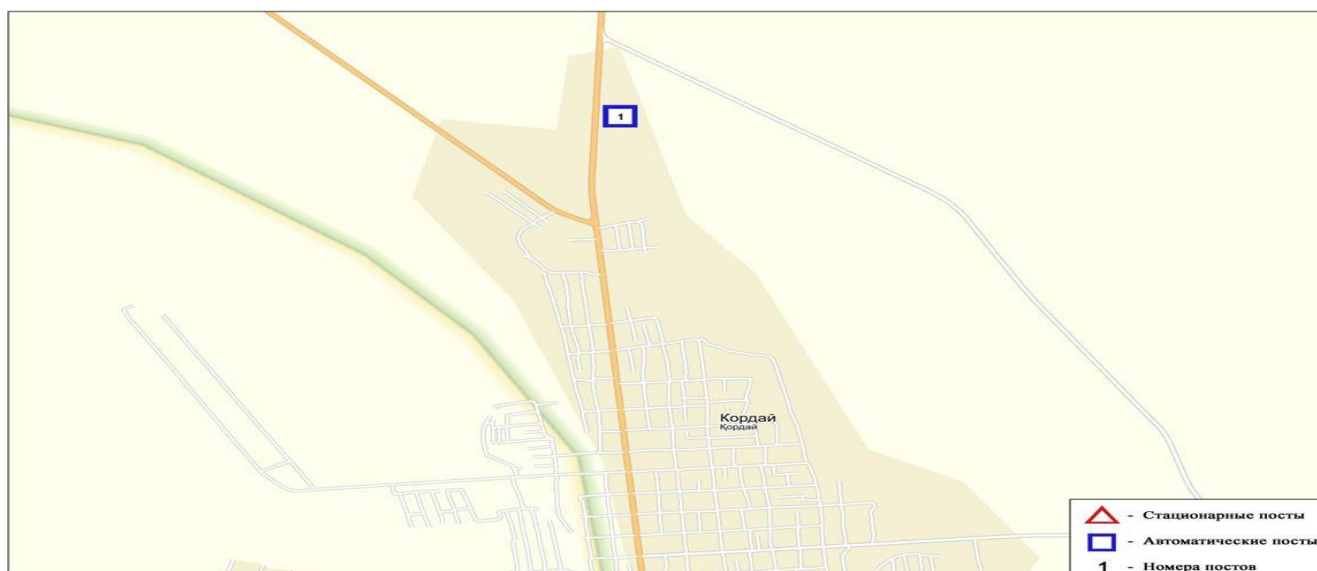 1
Кордай
Қордай
- Стационарные посты
- Автоматические посты
1 - Номера постов